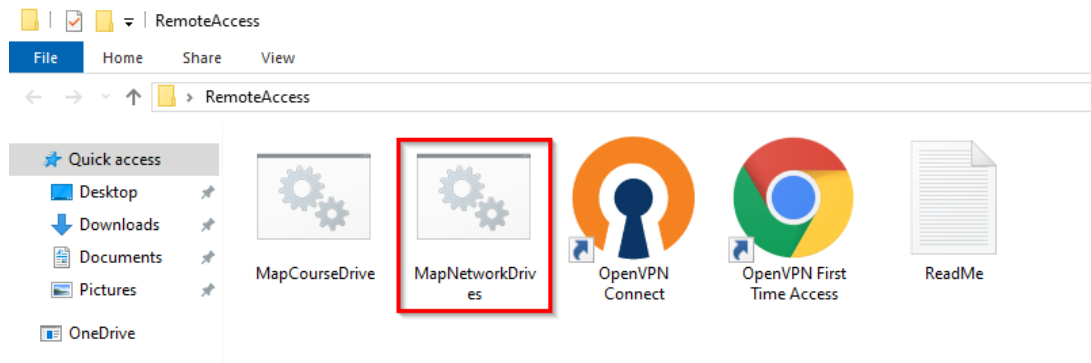 RemoteAccess
File Home Share View
RemoteAccess
Quick access
Desktop
Downloads
Documents
Pictures
OneDrive
MapCourseDrive
MapNetworkDriv
es
OpenVPN
Connect
OpenVPN First
Time Access
ReadMe